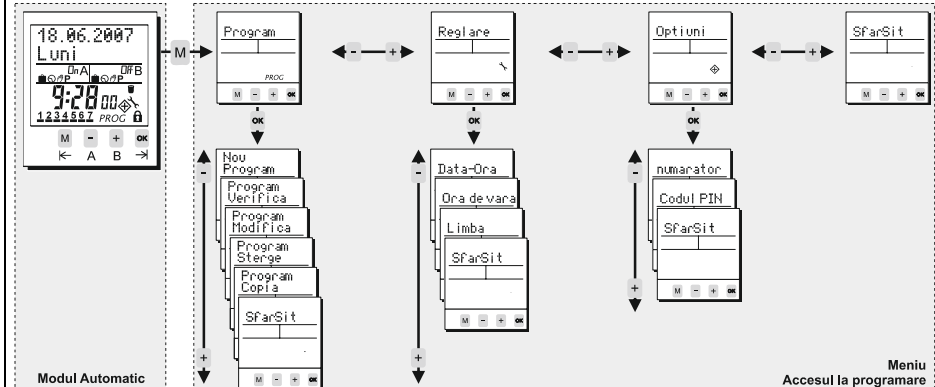 18.06.2007
Luni
On A Off B
P P
9:28 00
1234567 PROG
M - + OK
A B
Modul Automatic
M
Program
PROG
M - + OK
- +
Reglare
M - + OK
- +
Optiuni
M - + OK
- +
SfarSit
M - + OK
OK
OK
OK
-
Nou
Program
Program
Verifica
Program
Modifica
Program
Sterge
Program
Copia
SfarSit
M - + OK
+
-
Data-Ora
Ora de vara
Limba
SfarSit
M - + OK
+
-
numarator
Codul PIN
SfarSit
M - + OK
+
Meniu
Accesul la programare